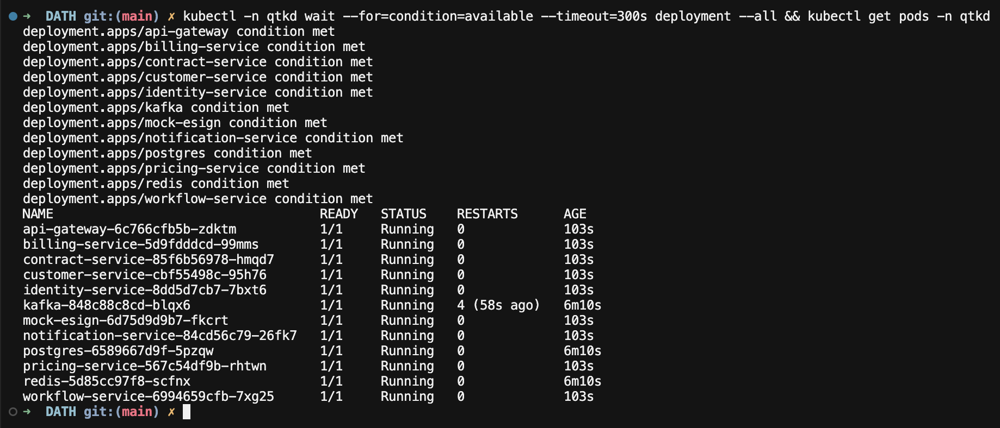 ➜  DATH git:(main) ✗ kubectl -n qtkd wait --for=condition=available --timeout=300s deployment --all && kubectl get pods -n qtkd
deployment.apps/api-gateway condition met
deployment.apps/billing-service condition met
deployment.apps/contract-service condition met
deployment.apps/customer-service condition met
deployment.apps/identity-service condition met
deployment.apps/kafka condition met
deployment.apps/mock-esign condition met
deployment.apps/notification-service condition met
deployment.apps/postgres condition met
deployment.apps/pricing-service condition met
deployment.apps/redis condition met
deployment.apps/workflow-service condition met
NAME                                   READY   STATUS    RESTARTS      AGE
api-gateway-6c766cfb5b-zdktm           1/1     Running   0             103s
billing-service-5d9fdddcd-99mms        1/1     Running   0             103s
contract-service-85f6b56978-hmqd7      1/1     Running   0             103s
customer-service-cbf55498c-95h76       1/1     Running   0             103s
identity-service-8dd5d7cb7-7bxt6       1/1     Running   0             103s
kafka-848c88c8cd-blqx6                 1/1     Running   4 (58s ago)   6m10s
mock-esign-6d75d9d9b7-fkcrt            1/1     Running   0             103s
notification-service-84cd56c79-26fk7   1/1     Running   0             103s
postgres-6589667d9f-5pzqw              1/1     Running   0             6m10s
pricing-service-567c54df9b-rhtwn       1/1     Running   0             103s
redis-5d85cc97f8-scfnx                 1/1     Running   0             6m10s
workflow-service-6994659cfb-7xg25      1/1     Running   0             103s
➜  DATH git:(main) ✗